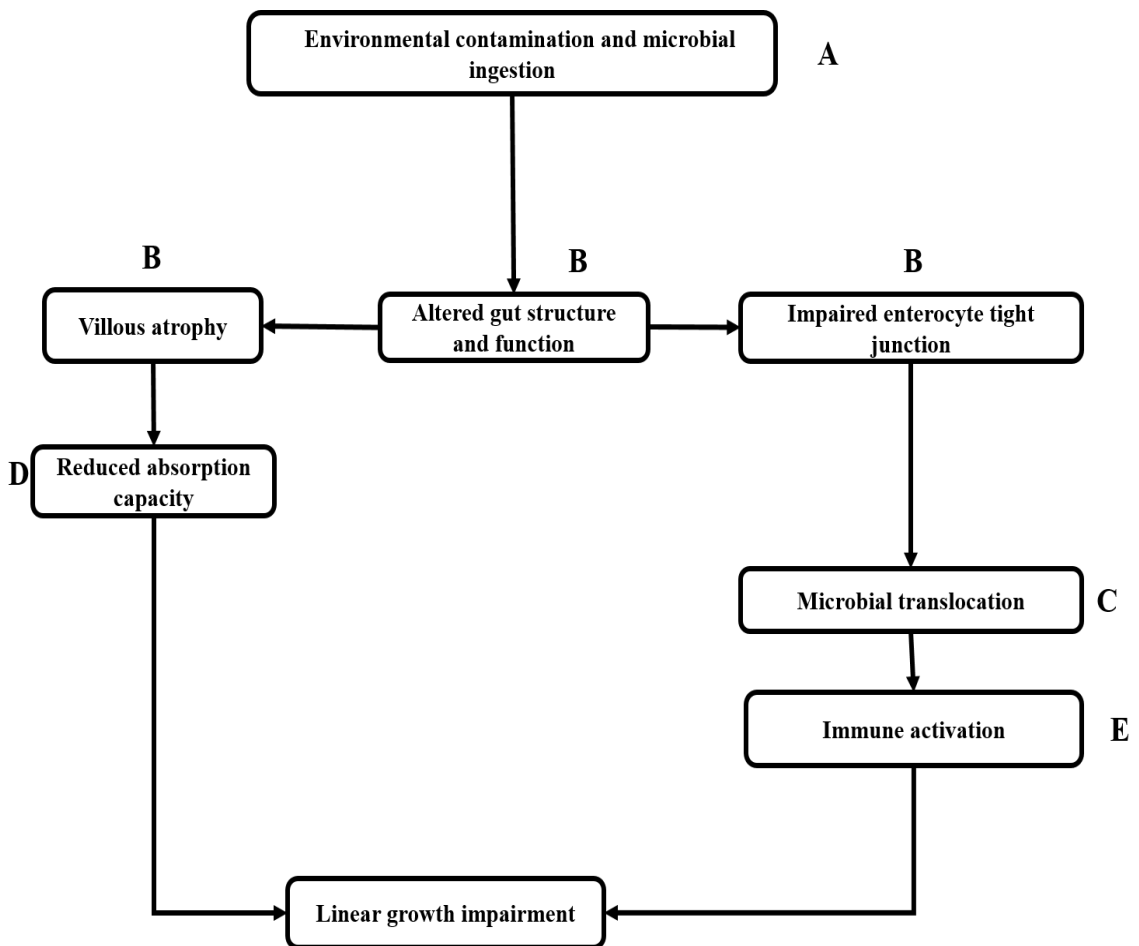 Environmental contamination and microbial
ingestion
A
B
B
B
Villous atrophy
Altered gut structure
and function
Impaired enterocyte tight
junction
D
Reduced absorption
capacity
Microbial translocation
C
Immune activation
E
Linear growth impairment